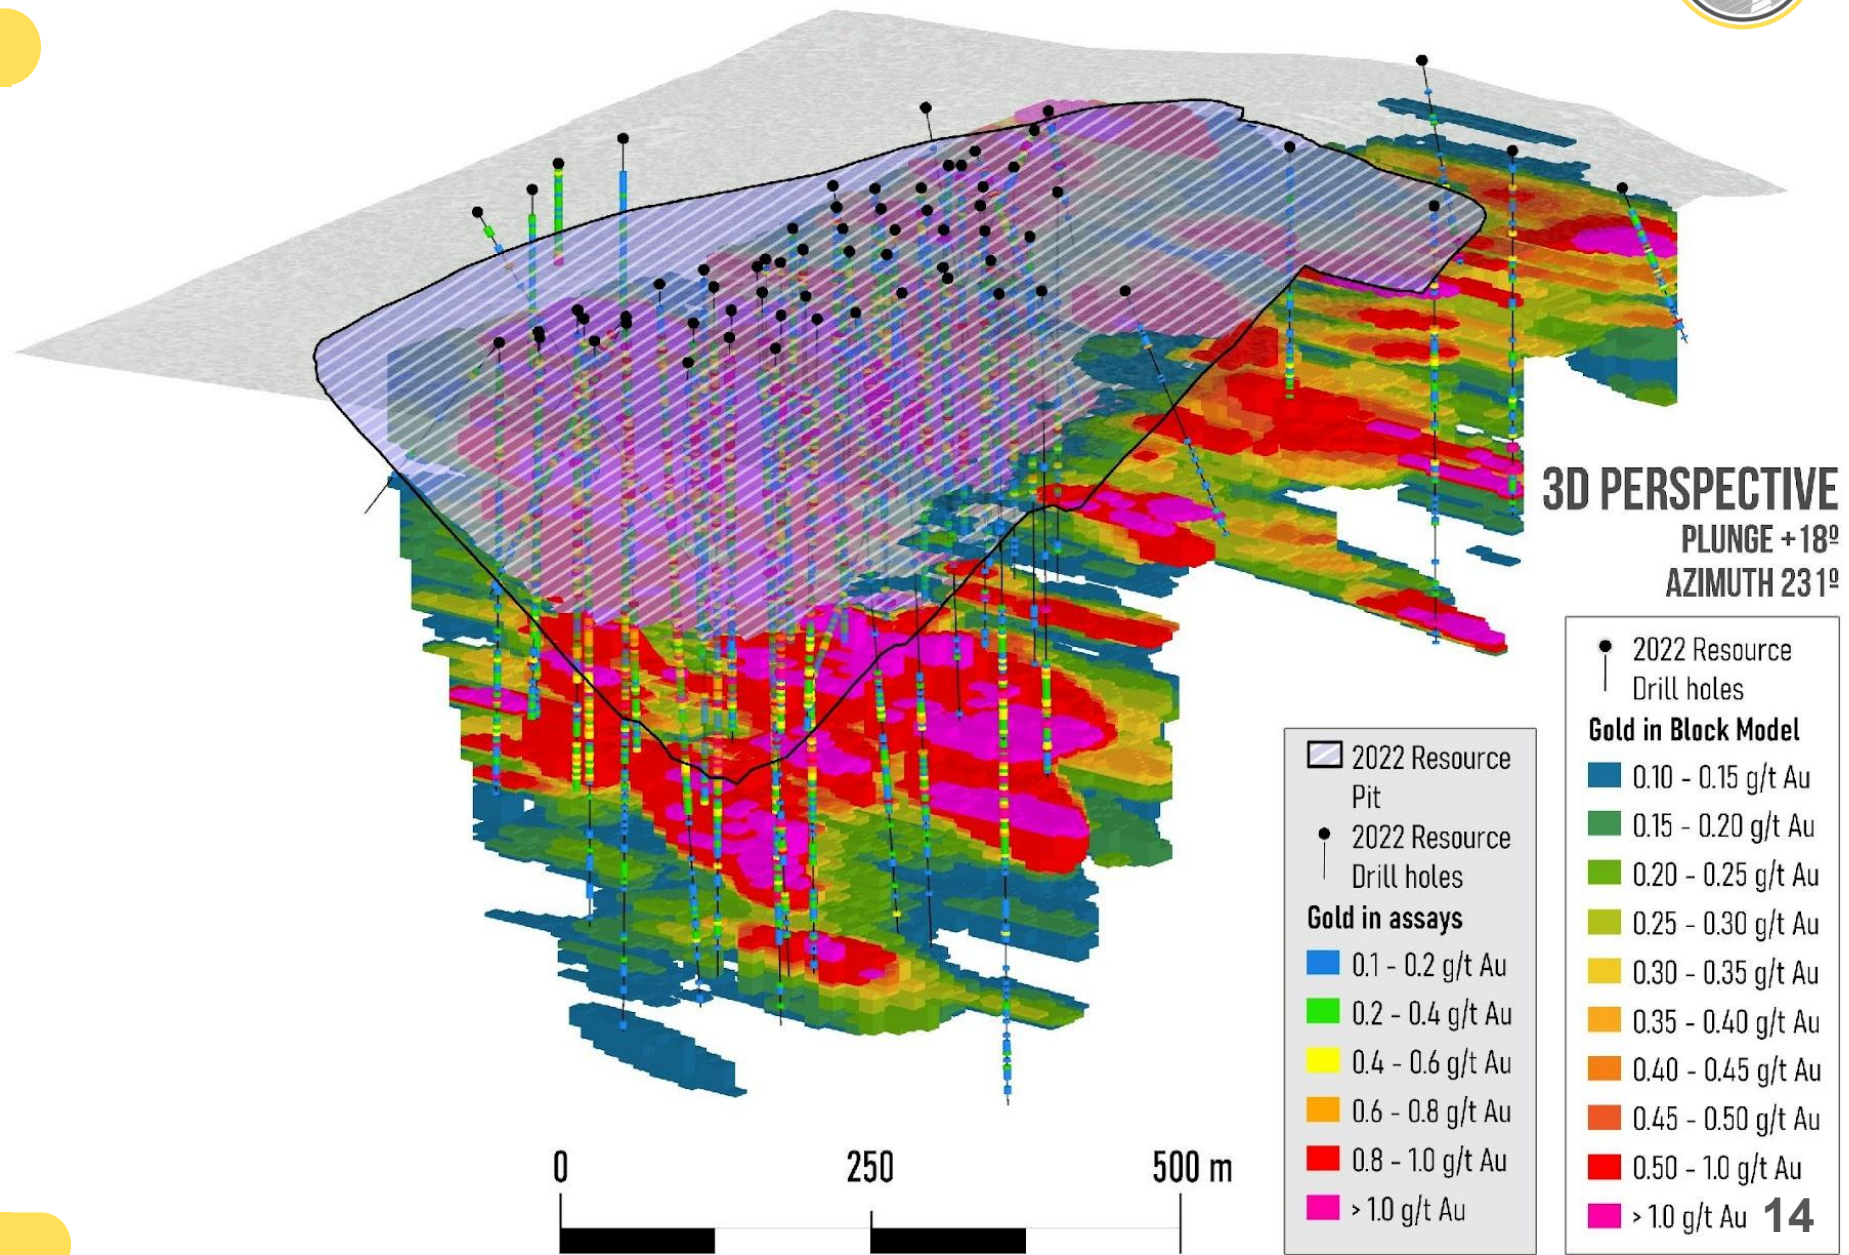 3D PERSPECTIVE
PLUNGE +18º
AZIMUTH 231º
2022 Resource
Pit
2022 Resource
Drill holes
Gold in assays
0.1 - 0.2 g/t Au
0.2 - 0.4 g/t Au
0.4 - 0.6 g/t Au
0.6 - 0.8 g/t Au
0.8 - 1.0 g/t Au
> 1.0 g/t Au
2022 Resource
Drill holes
Gold in Block Model
0.10 - 0.15 g/t Au
0.15 - 0.20 g/t Au
0.20 - 0.25 g/t Au
0.25 - 0.30 g/t Au
0.30 - 0.35 g/t Au
0.35 - 0.40 g/t Au
0.40 - 0.45 g/t Au
0.45 - 0.50 g/t Au
0.50 - 1.0 g/t Au
> 1.0 g/t Au
14
0 250 500 m